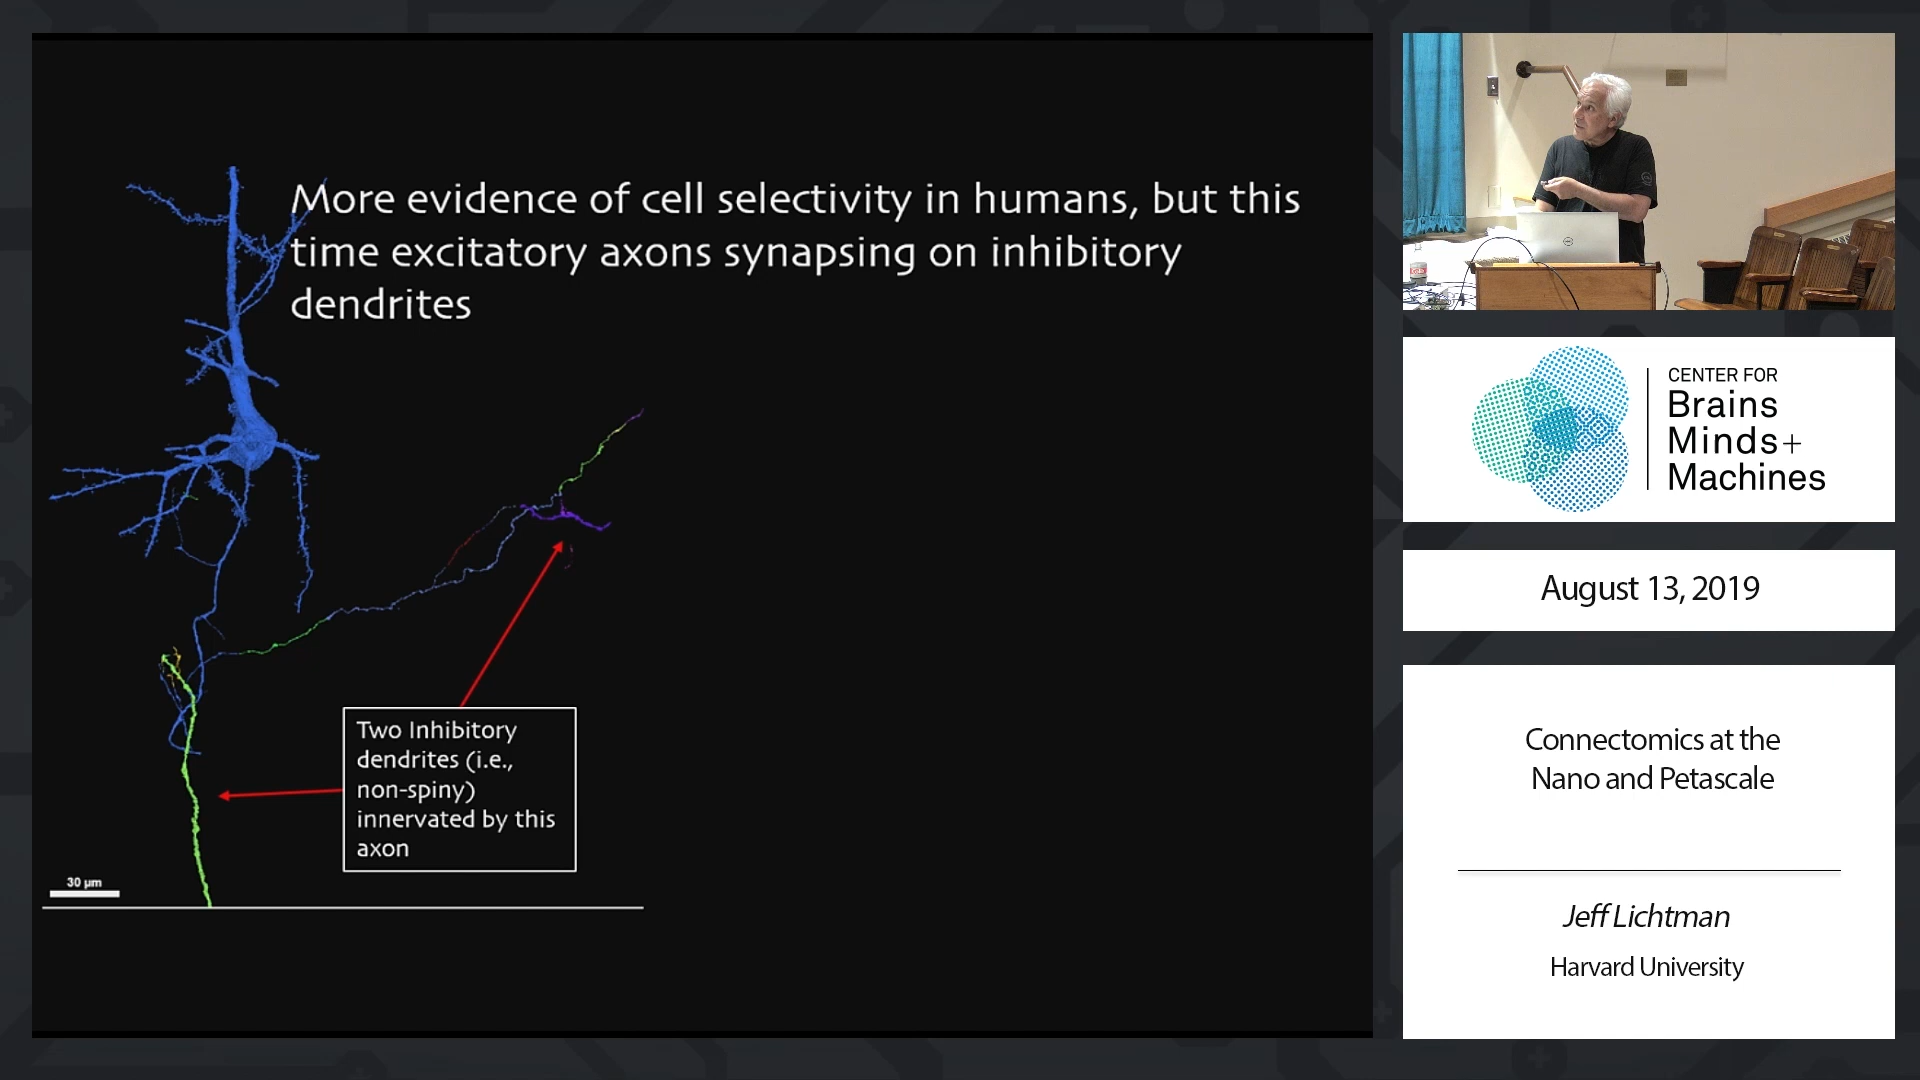 More evidence of cell selectivity in humans, but this
time excitatory axons synapsing on inhibitory
dendrites
Two Inhibitory
dendrites (i.e.,
non-spiny)
innervated by this
axon
30 µm
CENTER FOR
Brains
Minds+
Machines
August 13, 2019
Connectomics at the
Nano and Petascale
Jeff Lichtman
Harvard University